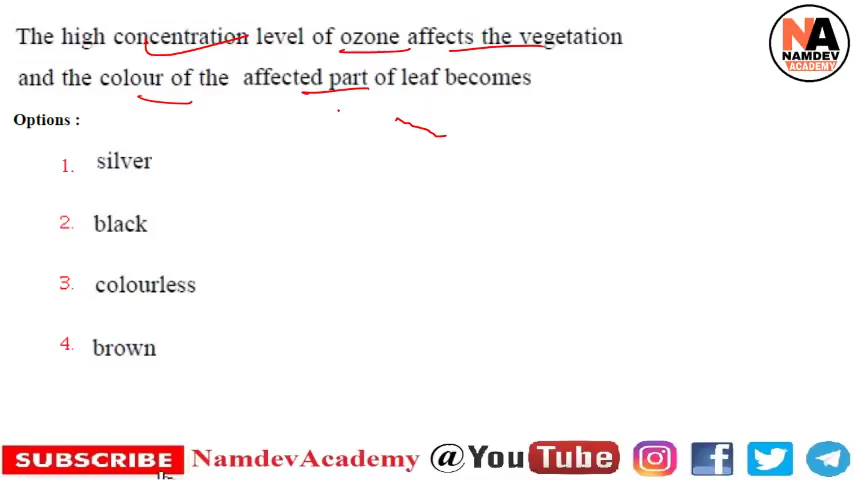 The high concentration level of ozone affects the vegetation
and the colour of the affected part of leaf becomes
NA
NAMDEV
ACADEMY
Options :
1. silver
2. black
3. colourless
4. brown
SUBSCRIBE NamdevAcademy @YouTube